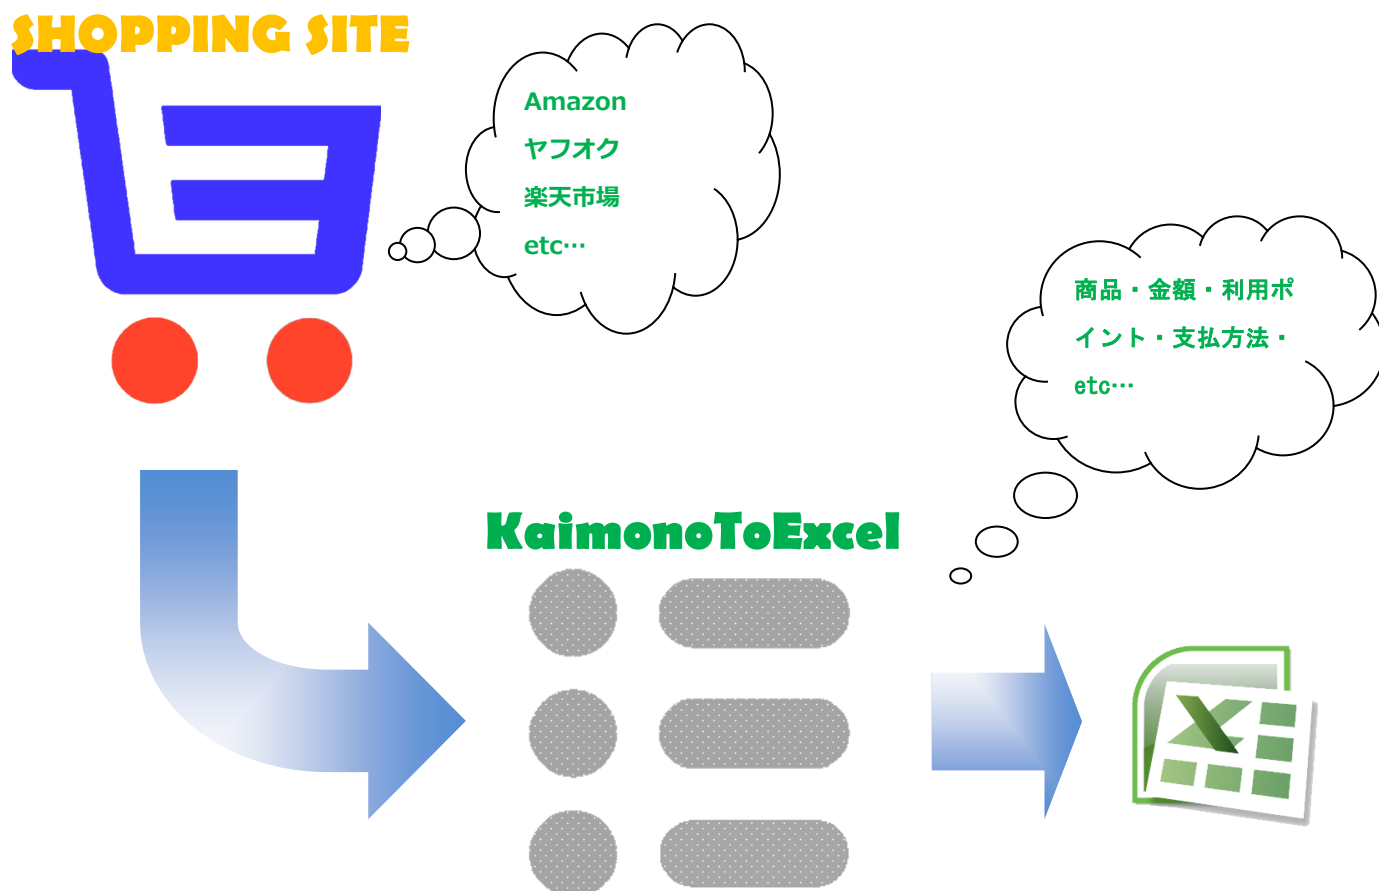 SHOPPING SITE
Amazon
ヤフオク
楽天市場
etc…
商品・金額・利用ポ
イント・支払方法・
etc…
KaimonoToExcel
X